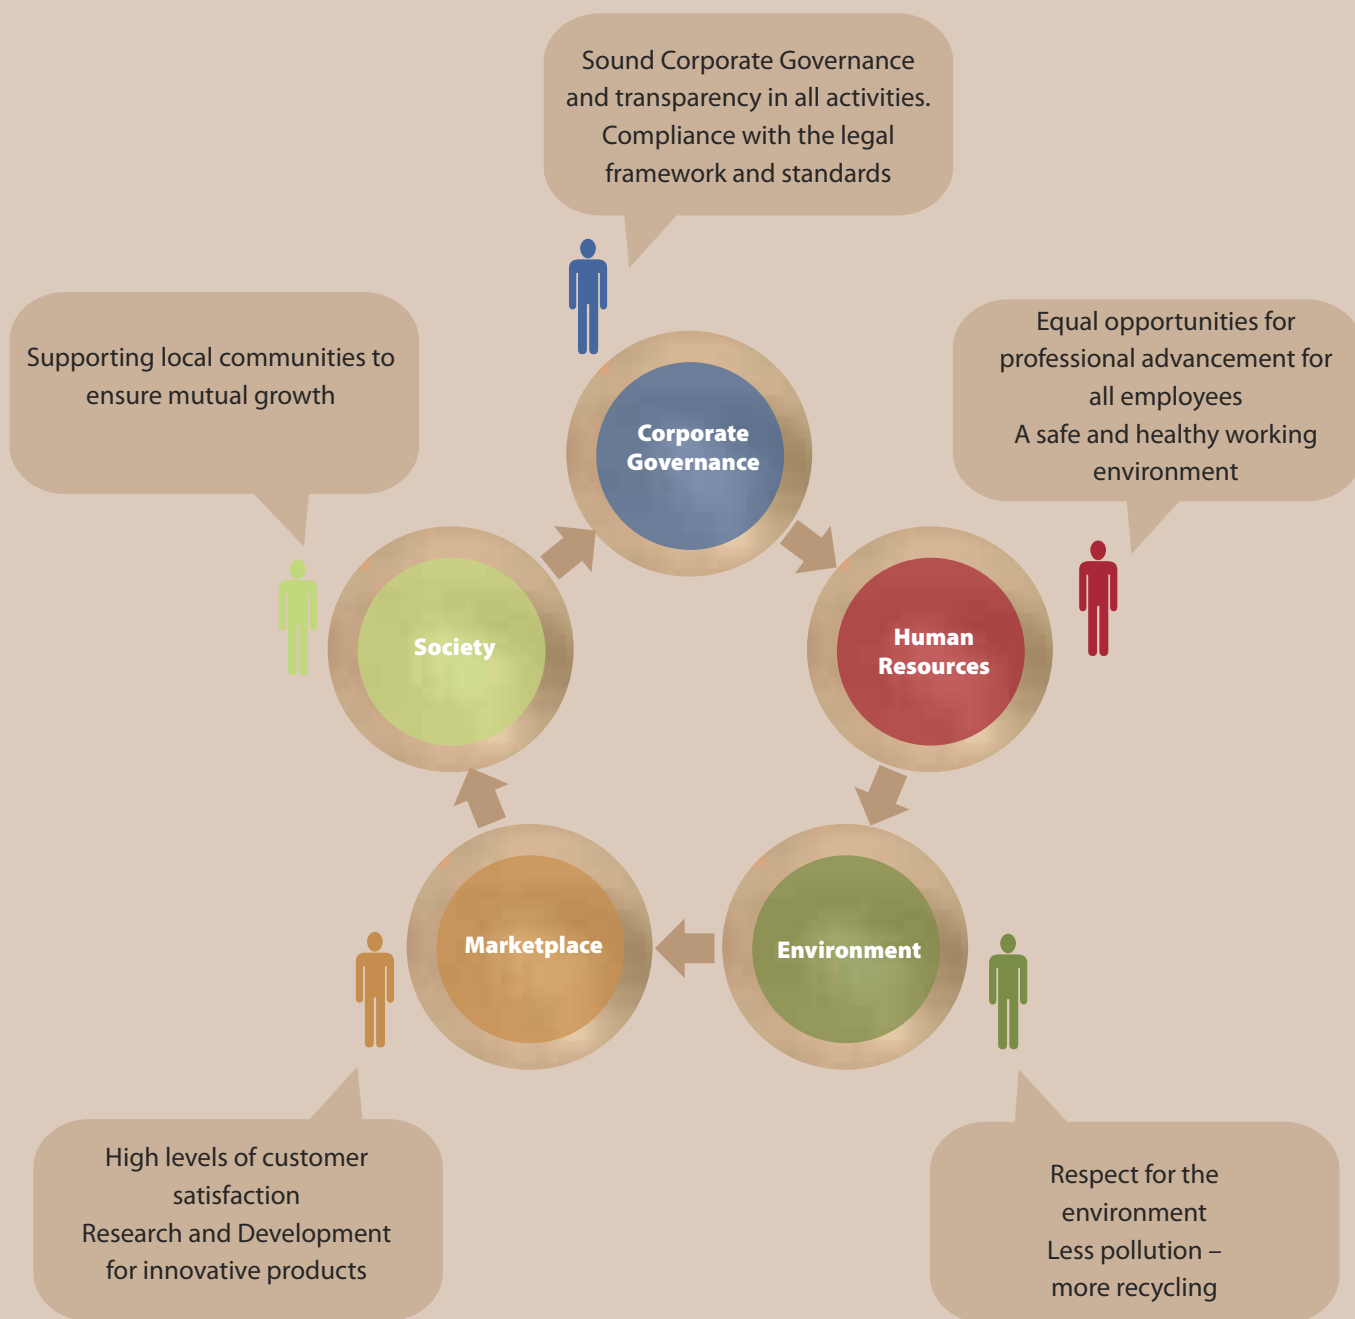 Sound Corporate Governance
and transparency in all activities.
Compliance with the legal
framework and standards
Supporting local communities to
ensure mutual growth
Equal opportunities for
professional advancement for
all employees
A safe and healthy working
environment
Corporate
Governance
Society
Human
Resources
Marketplace
Environment
High levels of customer
satisfaction
Research and Development
for innovative products
Respect for the
environment
Less pollution –
more recycling